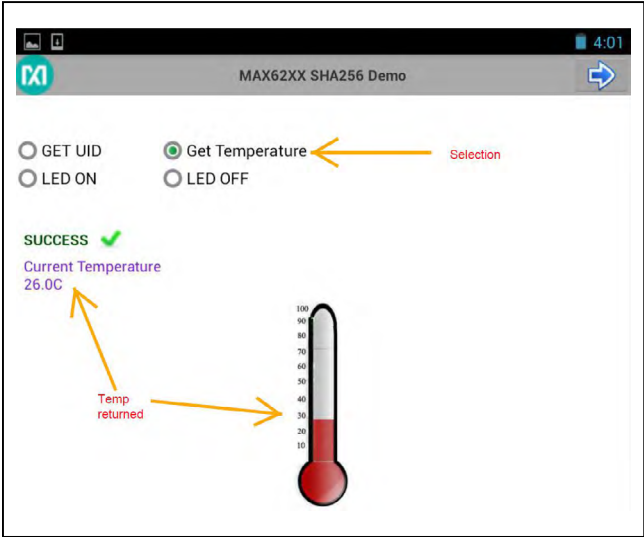 4:01
MAX62XX SHA256 Demo
GET UID
Get Temperature
Selection
LED ON
LED OFF
SUCCESS
Current Temperature
26.0C
100
90
80
70
60
50
40
30
20
10
Temp
returned